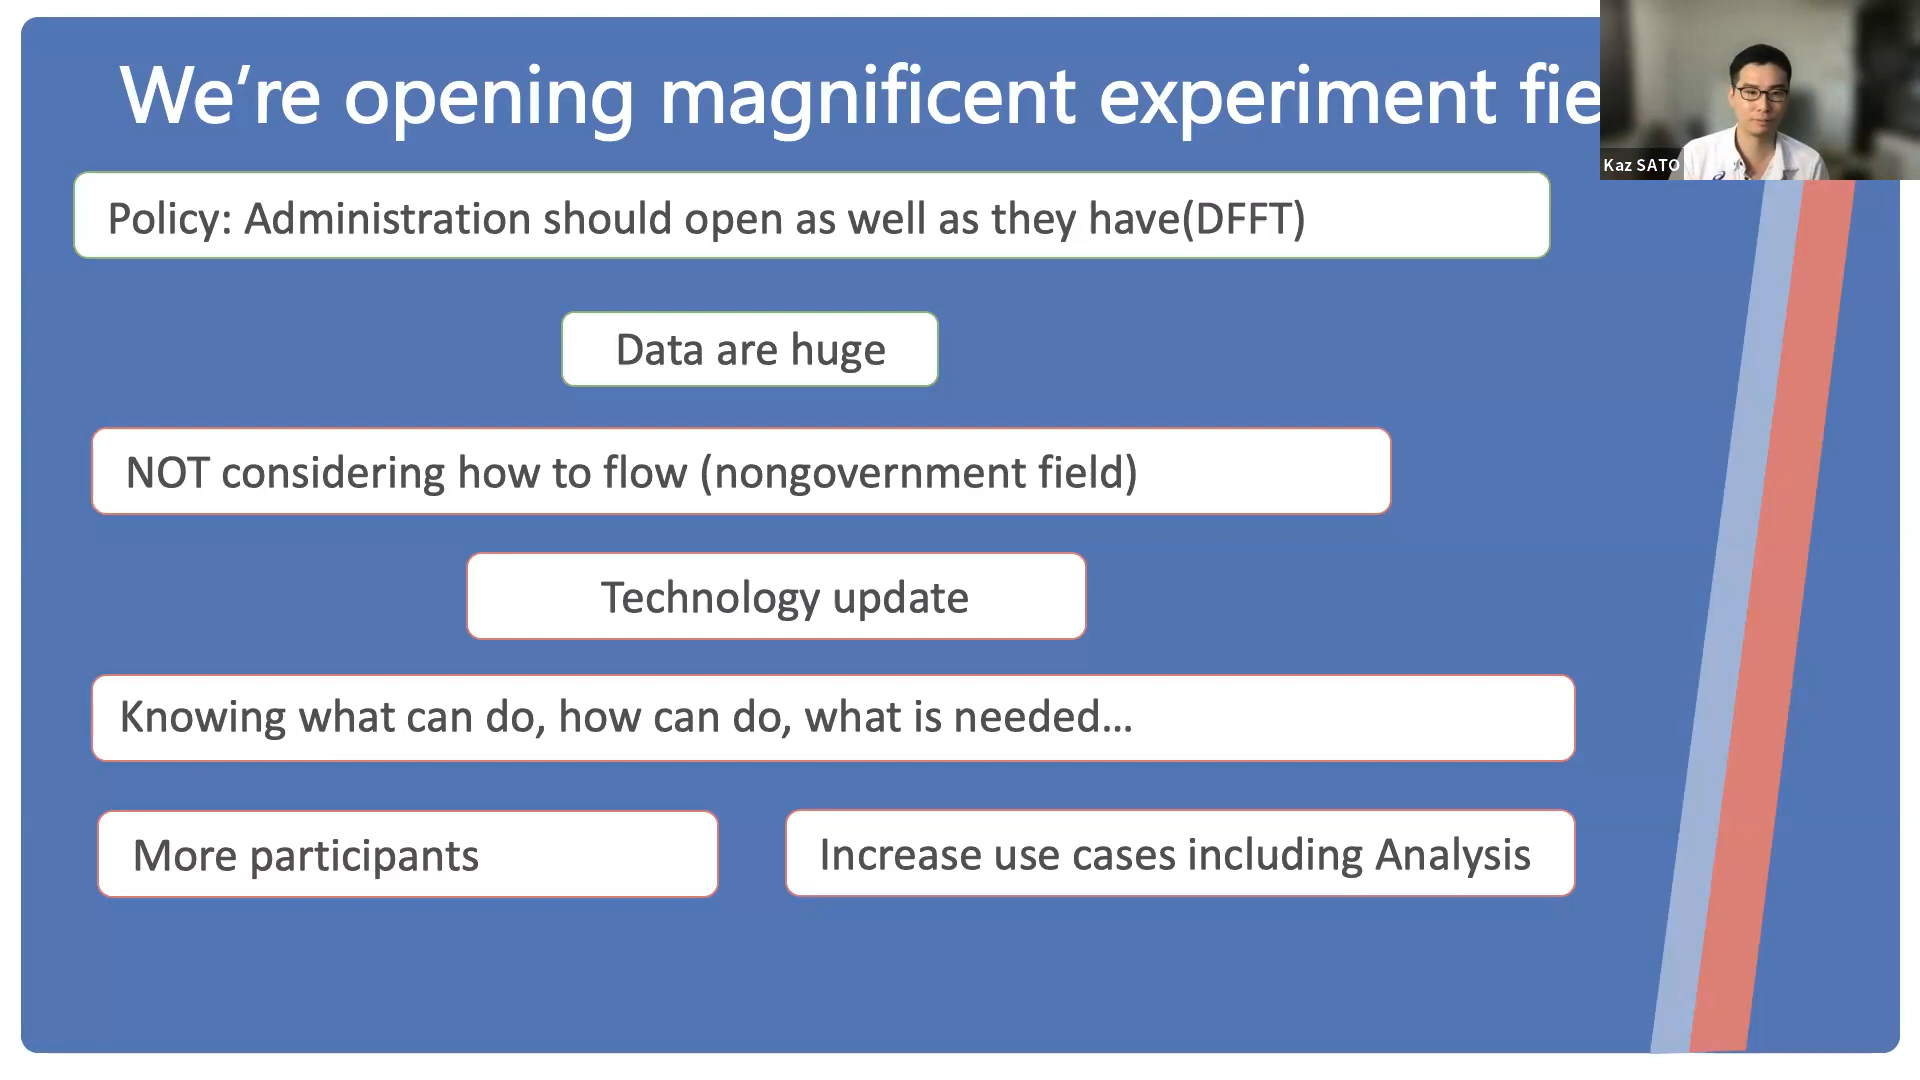 We’re opening magnificent experiment fie
Kaz SATO
Policy: Administration should open as well as they have(DFFT)
Data are huge
NOT considering how to flow (nongovernment field)
Technology update
Knowing what can do, how can do, what is needed…
More participants
Increase use cases including Analysis